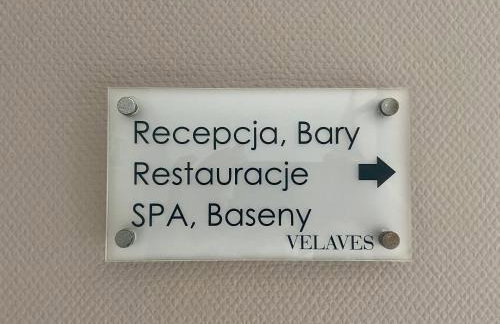 Recepcja, Bary
Restauracje
SPA, Baseny
VELAVES